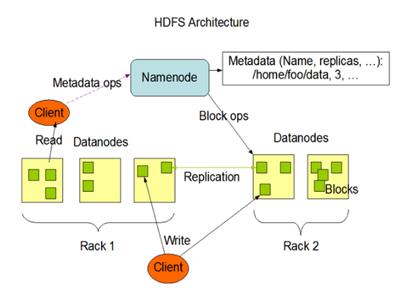 HDFS Architecture
Metadata (Name, replicas, …):
/home/foo/data, 3, …
Namenode
Metadata ops
Client
Block ops
Read
Datanodes
Datanodes
Replication
Blocks
Rack 1
Write
Rack 2
Client